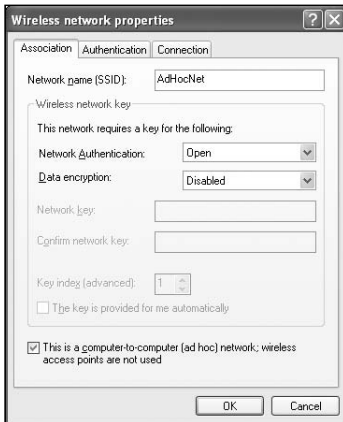 Wireless network properties
Association Authentication Connection
Network name (SSID): AdHocNet
Wireless network key
This network requires a key for the following:
Network Authentication: Open
Data encryption: Disabled
Network key:
Confirm network key:
Key index (advanced): 1
The key is provided for me automatically
This is a computer-to-computer (ad hoc) network; wireless
access points are not used
OK Cancel